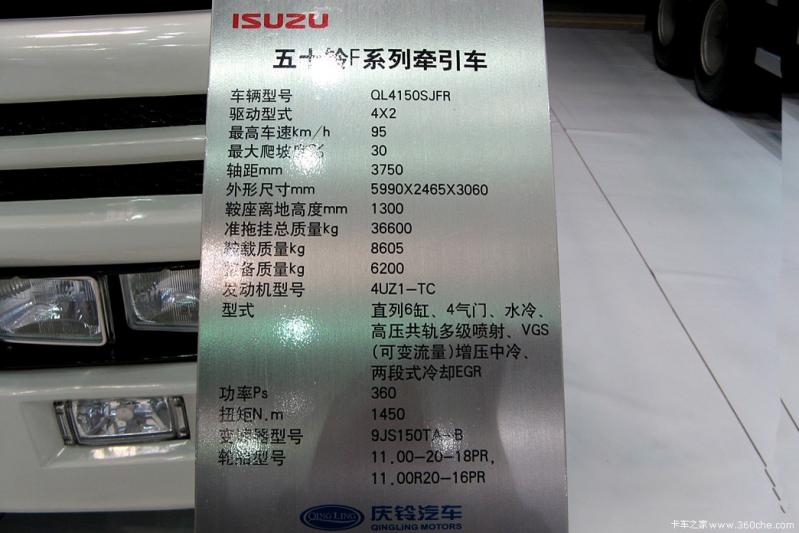 ISUZU
五十铃F系列牵引车
车辆型号 QL4150SJFR
驱动型式 4X2
最高车速km/h 95
最大爬坡度% 30
轴距mm 3750
外形尺寸mm 5990X2465X3060
鞍座离地高度mm 1300
准拖挂总质量kg 36600
鞍载质量kg 8605
整备质量kg 6200
发动机型号 4UZ1-TC
型式 直列6缸、4气门、水冷、
高压共轨多级喷射、VGS
(可变流量)增压中冷、
两段式冷却EGR
功率Ps 360
扭矩N.m 1450
变速器型号 9JS150TA-B
轮胎型号 11.00-20-18PR,
11.00R20-16PR
QINGLING 庆铃汽车
QINGLING MOTORS
卡车之家www.360che.com